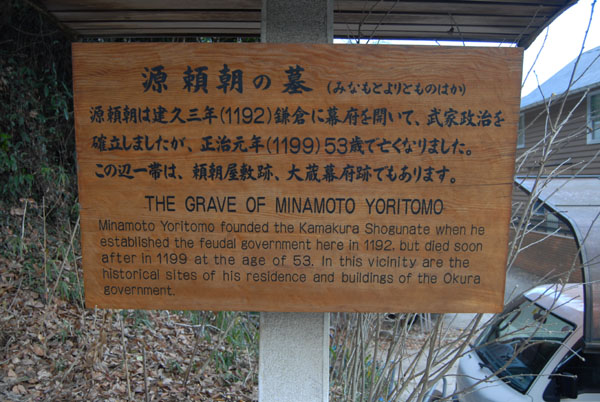 源頼朝の墓 (みなもとよりとものはか)
源頼朝は建久三年(1192)鎌倉に幕府を開いて、武家政治を
確立しましたが、正治元年(1199)53歳で亡くなりました。
この辺一帯は、頼朝屋敷跡、大蔵幕府跡でもあります。
THE GRAVE OF MINAMOTO YORITOMO
Minamoto Yoritomo founded the Kamakura Shogunate when he
established the feudal government here in 1192, but died soon
after in 1199 at the age of 53. In this vicinity are the
historical sites of his residence and buildings of the Okura
government.